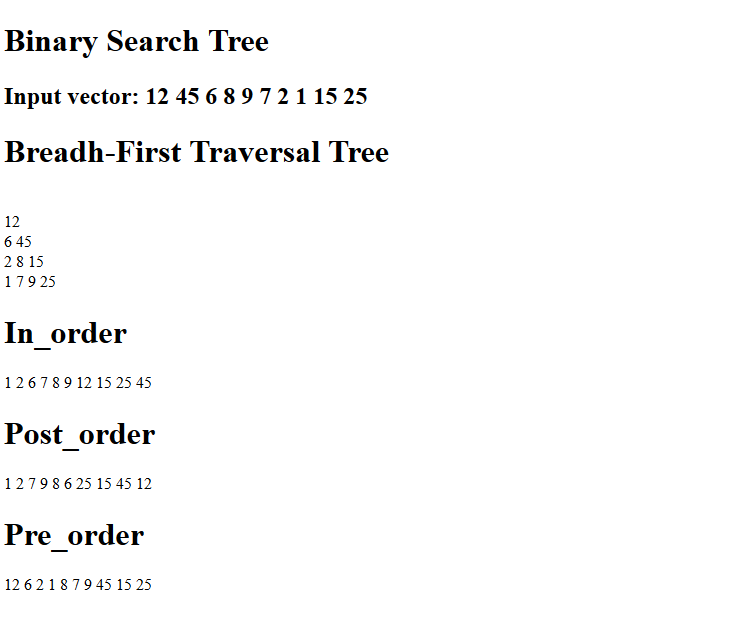 Binary Search Tree
Input vector: 12 45 6 8 9 7 2 1 15 25
Breadh-First Traversal Tree
12
6 45
2 8 15
1 7 9 25
In_order
1 2 6 7 8 9 12 15 25 45
Post_order
1 2 7 9 8 6 25 15 45 12
Pre_order
12 6 2 1 8 7 9 45 15 25